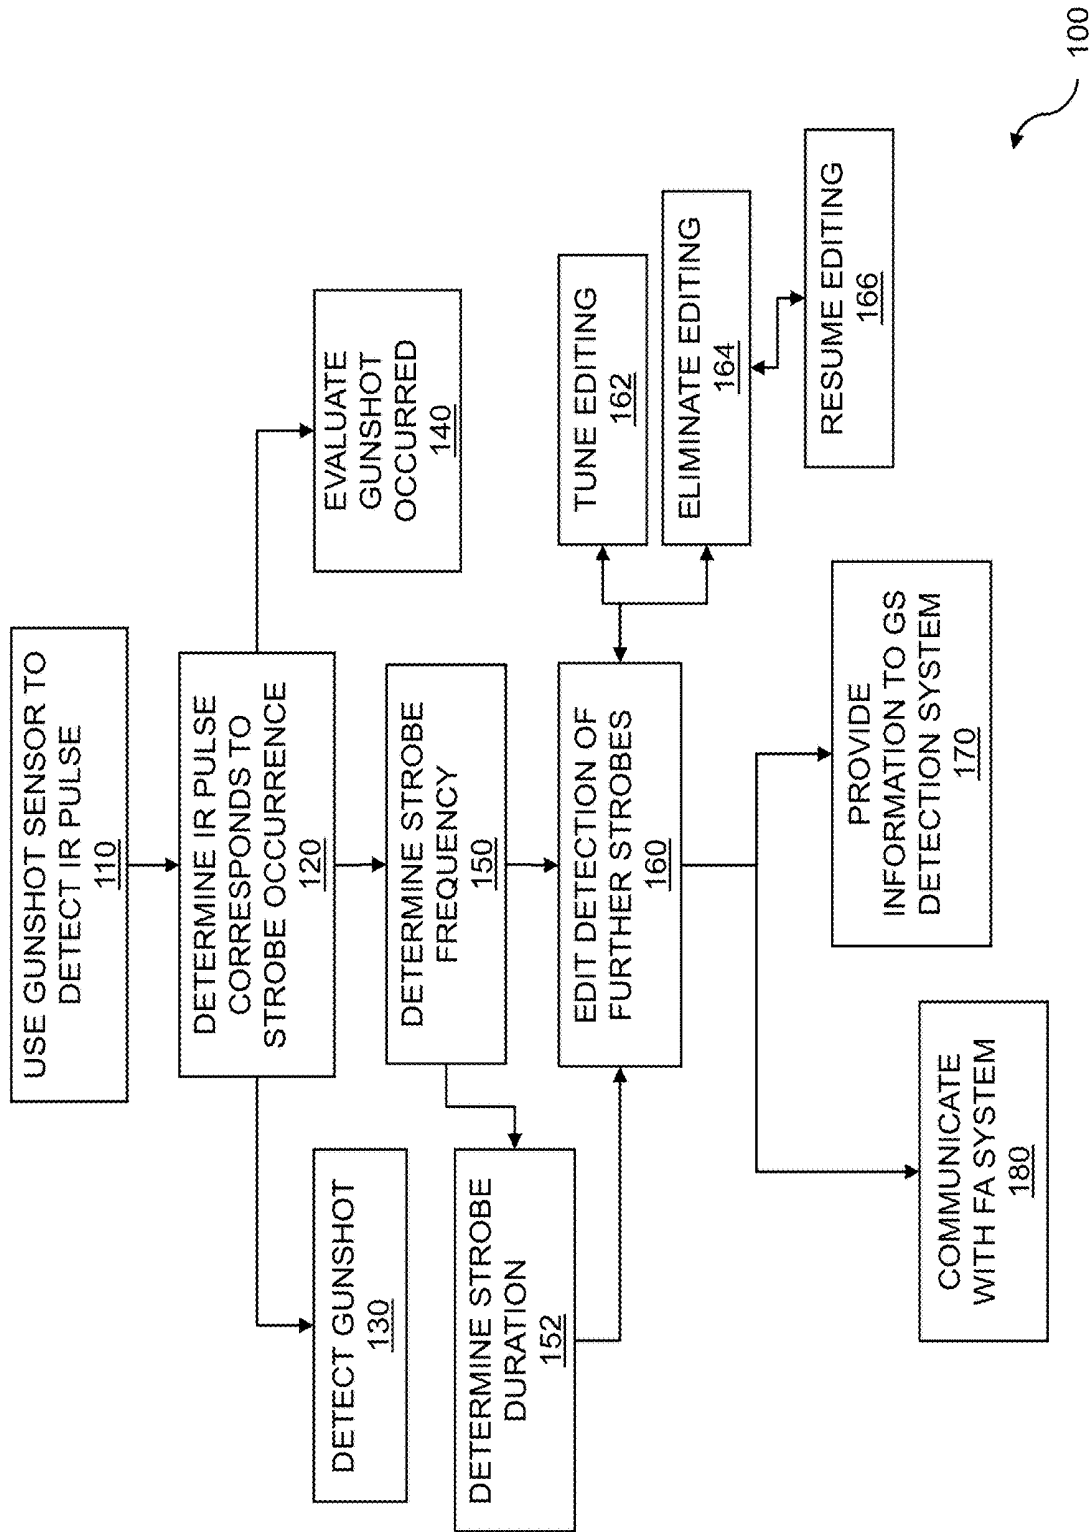 USE GUNSHOT SENSOR TO
DETECT IR PULSE
110
DETERMINE IR PULSE
CORRESPONDS TO
STROBE OCCURRENCE
120
DETECT GUNSHOT
130
EVALUATE
GUNSHOT
OCCURRED
140
DETERMINE STROBE
FREQUENCY
150
DETERMINE STROBE
DURATION
152
EDIT DETECTION OF
FURTHER STROBES
160
TUNE EDITING
162
ELIMINATE EDITING
164
RESUME EDITING
166
PROVIDE
INFORMATION TO GS
DETECTION SYSTEM
170
COMMUNICATE
WITH FA SYSTEM
180
100